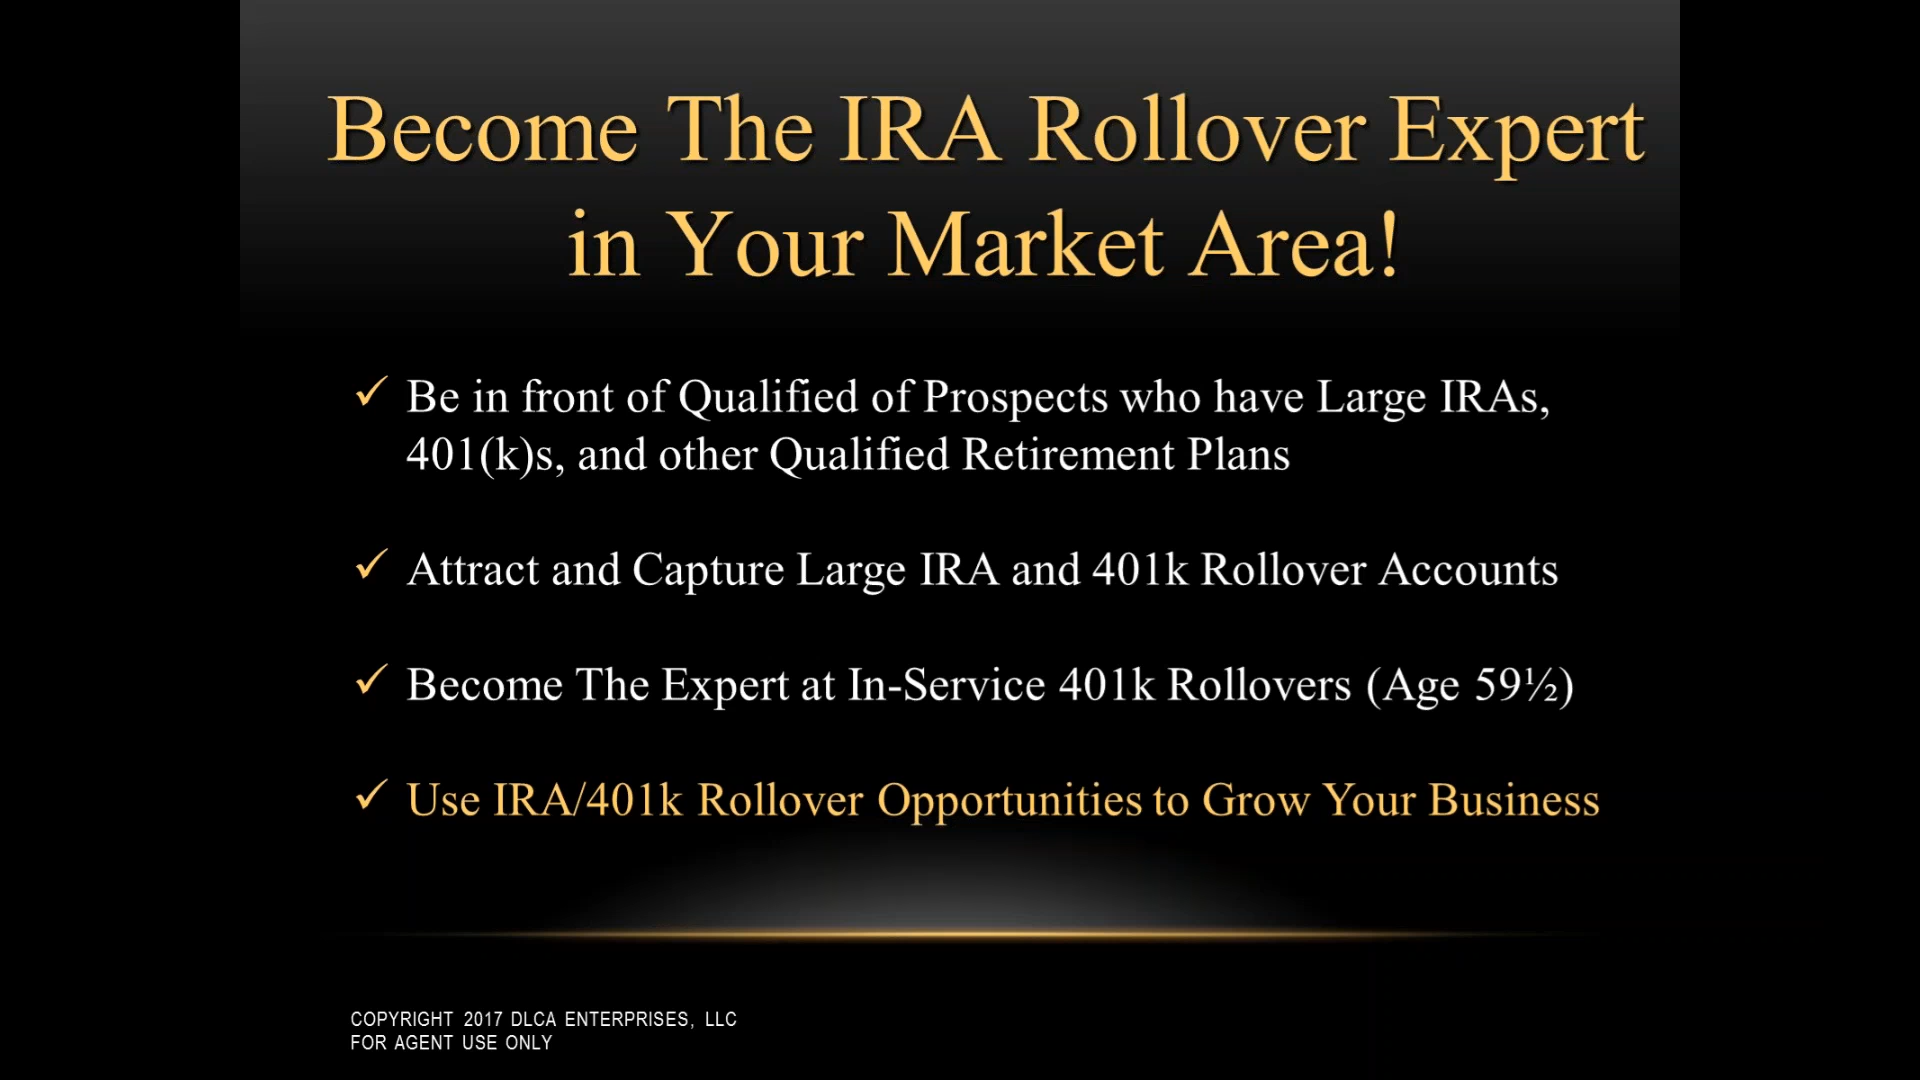 Become The IRA Rollover Expert
in Your Market Area!
✓ Be in front of Qualified of Prospects who have Large IRAs,
401(k)s, and other Qualified Retirement Plans
✓ Attract and Capture Large IRA and 401k Rollover Accounts
✓ Become The Expert at In-Service 401k Rollovers (Age 59½)
✓ Use IRA/401k Rollover Opportunities to Grow Your Business
COPYRIGHT 2017 DLCA ENTERPRISES, LLC
FOR AGENT USE ONLY